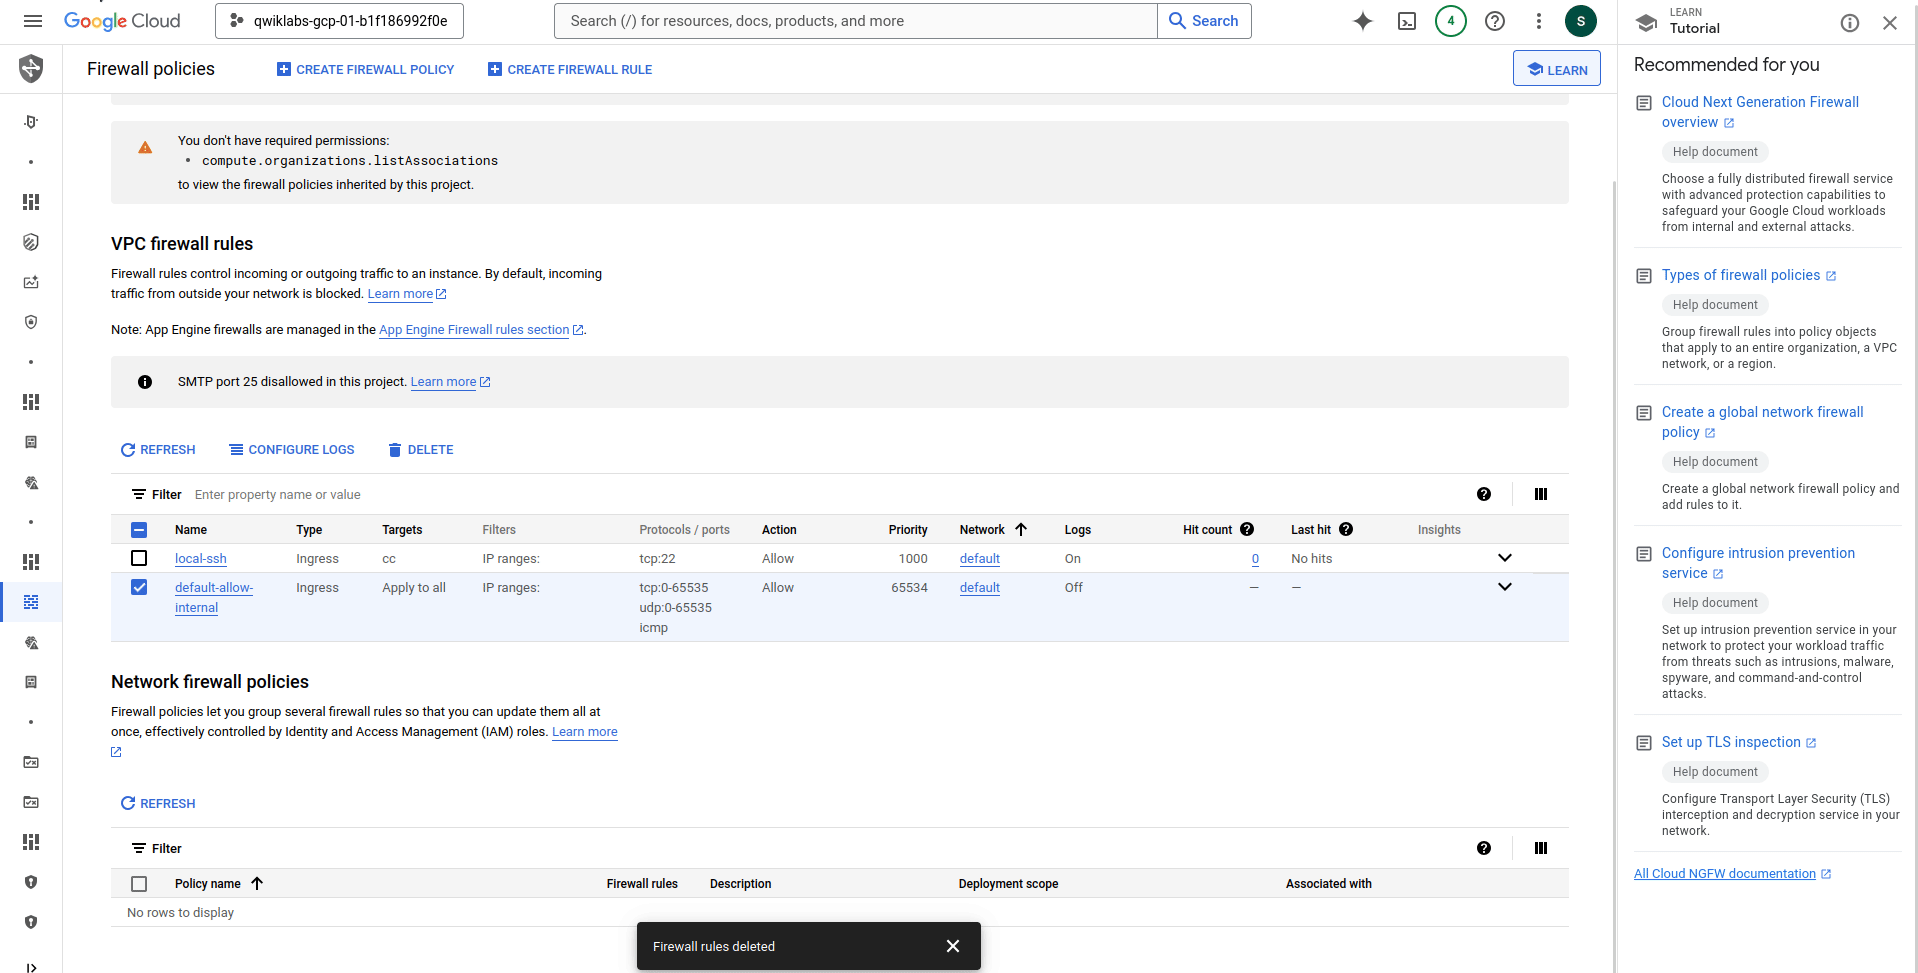 Google Cloud
qwiklabs-gcp-01-b1f186992f0e
Search (/) for resources, docs, products, and more
Search
4
S
LEARN
Tutorial
Firewall policies
CREATE FIREWALL POLICY
CREATE FIREWALL RULE
LEARN
You don't have required permissions:
• compute.organizations.listAssociations
to view the firewall policies inherited by this project.
VPC firewall rules
Firewall rules control incoming or outgoing traffic to an instance. By default, incoming
traffic from outside your network is blocked. Learn more
Note: App Engine firewalls are managed in the App Engine Firewall rules section.
SMTP port 25 disallowed in this project. Learn more
REFRESH
CONFIGURE LOGS
DELETE
Filter Enter property name or value
Name Type Targets Filters Protocols / ports Action Priority Network Logs Hit count Last hit Insights
local-ssh Ingress cc IP ranges: tcp:22 Allow 1000 default On 0 No hits
default-allow- Ingress Apply to all IP ranges: tcp:0-65535 Allow 65534 default Off — —
internal udp:0-65535
icmp
Network firewall policies
Firewall policies let you group several firewall rules so that you can update them all at
once, effectively controlled by Identity and Access Management (IAM) roles. Learn more
REFRESH
Filter
Policy name Firewall rules Description Deployment scope Associated with
No rows to display
Firewall rules deleted
Recommended for you
Cloud Next Generation Firewall
overview
Help document
Choose a fully distributed firewall service
with advanced protection capabilities to
safeguard your Google Cloud workloads
from internal and external attacks.
Types of firewall policies
Help document
Group firewall rules into policy objects
that apply to an entire organization, a VPC
network, or a region.
Create a global network firewall
policy
Help document
Create a global network firewall policy and
add rules to it.
Configure intrusion prevention
service
Help document
Set up intrusion prevention service in your
network to protect your workload traffic
from threats such as intrusions, malware,
spyware, and command-and-control
attacks.
Set up TLS inspection
Help document
Configure Transport Layer Security (TLS)
interception and decryption service in your
network.
All Cloud NGFW documentation